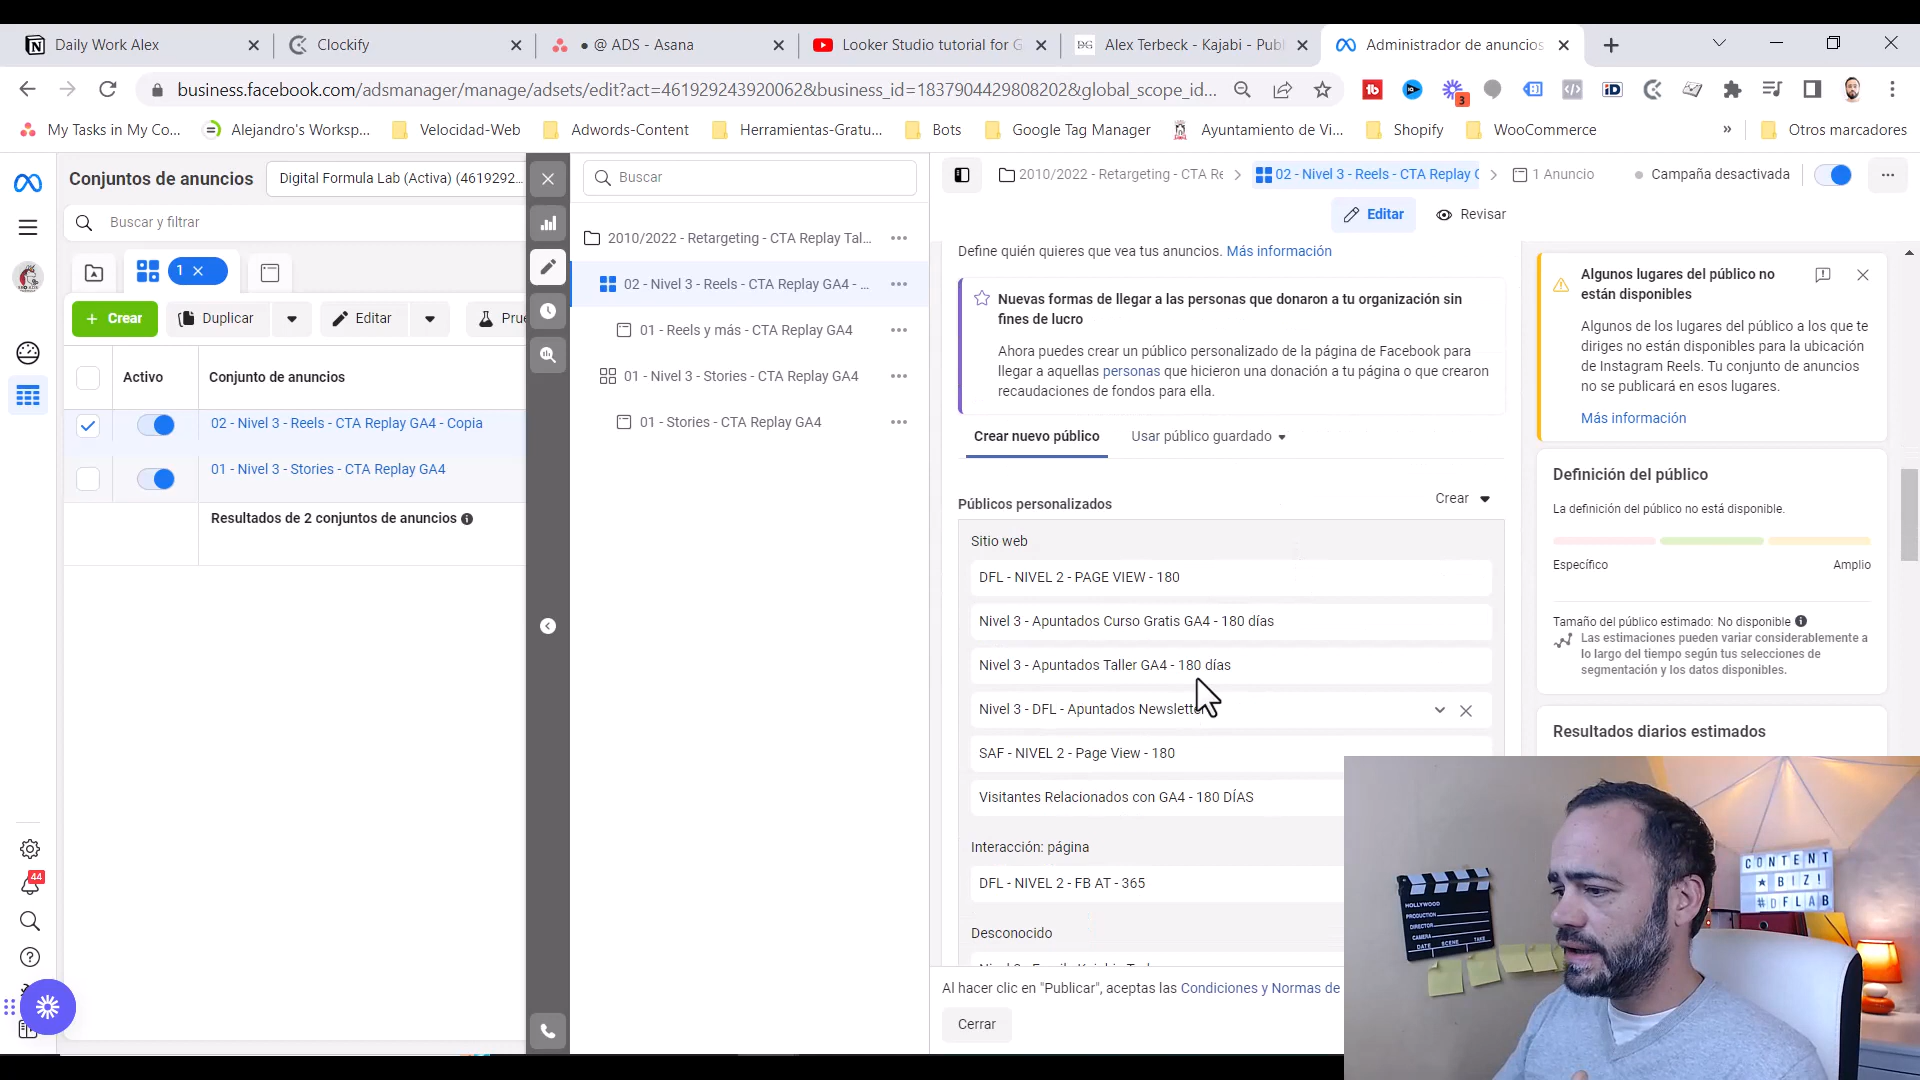 Daily Work Alex
Clockify
● @ ADS - Asana
Looker Studio tutorial for G
Alex Terbeck - Kajabi - Publ
Administrador de anuncios
business.facebook.com/adsmanager/manage/adsets/edit?act=461929243920062&business_id=1837904429808202&global_scope_id...
3
My Tasks in My Co...
Alejandro's Worksp...
Velocidad-Web
Adwords-Content
Herramientas-Gratu...
Bots
Google Tag Manager
Ayuntamiento de Vi...
Shopify
WooCommerce
»
Otros marcadores
Conjuntos de anuncios
Digital Formula Lab (Activa) (4619292...
Buscar y filtrar
1
+ Crear
Duplicar
Editar
Prue
Activo
Conjunto de anuncios
02 - Nivel 3 - Reels - CTA Replay GA4 - Copia
01 - Nivel 3 - Stories - CTA Replay GA4
Resultados de 2 conjuntos de anuncios
44
Buscar
2010/2022 - Retargeting - CTA Replay Tal...
02 - Nivel 3 - Reels - CTA Replay GA4 - ...
01 - Reels y más - CTA Replay GA4
01 - Nivel 3 - Stories - CTA Replay GA4
01 - Stories - CTA Replay GA4
2010/2022 - Retargeting - CTA Re
02 - Nivel 3 - Reels - CTA Replay G
1 Anuncio
Campaña desactivada
Editar
Revisar
Define quién quieres que vea tus anuncios. Más información
Nuevas formas de llegar a las personas que donaron a tu organización sin
fines de lucro
Ahora puedes crear un público personalizado de la página de Facebook para
llegar a aquellas personas que hicieron una donación a tu página o que crearon
recaudaciones de fondos para ella.
Crear nuevo público
Usar público guardado
Públicos personalizados
Crear
Sitio web
DFL - NIVEL 2 - PAGE VIEW - 180
Nivel 3 - Apuntados Curso Gratis GA4 - 180 días
Nivel 3 - Apuntados Taller GA4 - 180 días
Nivel 3 - DFL - Apuntados Newsletter
SAF - NIVEL 2 - Page View - 180
Visitantes Relacionados con GA4 - 180 DÍAS
Interacción: página
DFL - NIVEL 2 - FB AT - 365
Desconocido
Al hacer clic en "Publicar", aceptas las Condiciones y Normas de
Cerrar
Algunos lugares del público no
están disponibles
Algunos de los lugares del público a los que te
diriges no están disponibles para la ubicación
de Instagram Reels. Tu conjunto de anuncios
no se publicará en esos lugares.
Más información
Definición del público
La definición del público no está disponible.
Específico
Amplio
Tamaño del público estimado: No disponible
Las estimaciones pueden variar considerablemente a
lo largo del tiempo según tus selecciones de
segmentación y los datos disponibles.
Resultados diarios estimados
HOLLYWOOD
PRODUCTION
DIRECTOR
CAMERA
DATE SCENE TAKE
CONTENT
★ BIZ!
#DFLAB